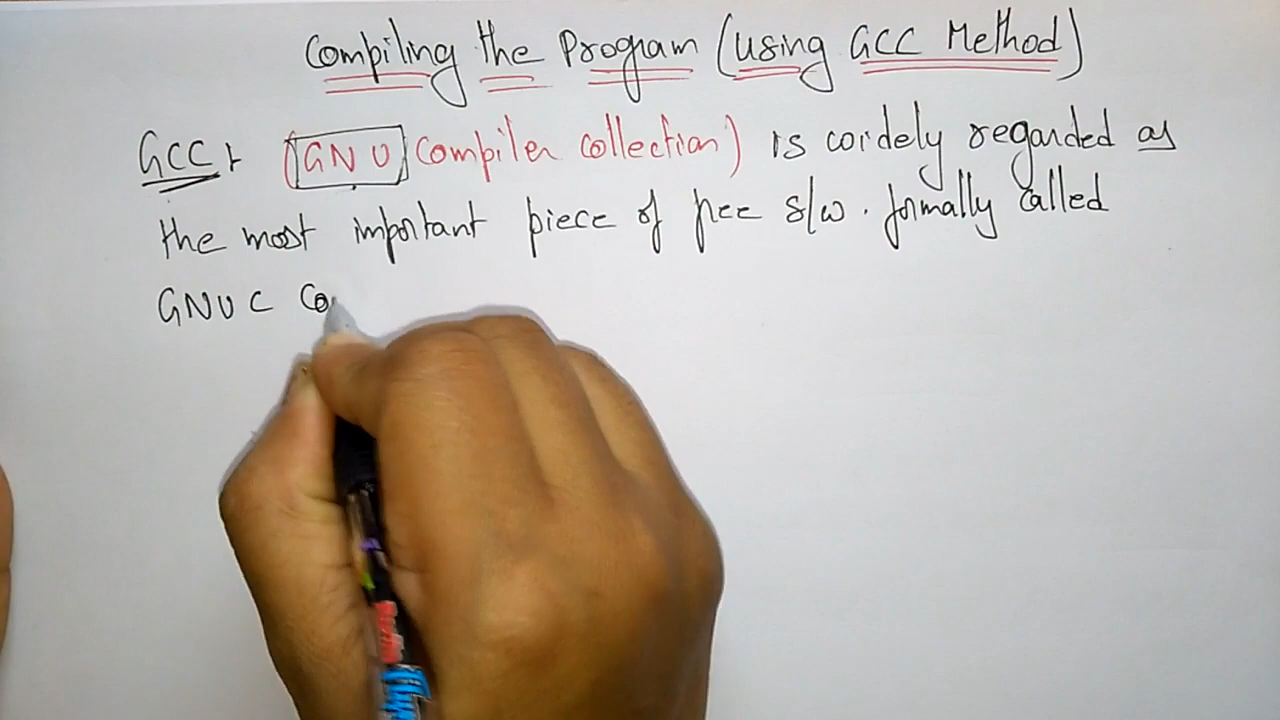 Compiling the Program (using GCC Method)
GCC: (GNU Compiler collection) is cordely regarded as
the most important piece of free s/w. formally called
GNU C Co